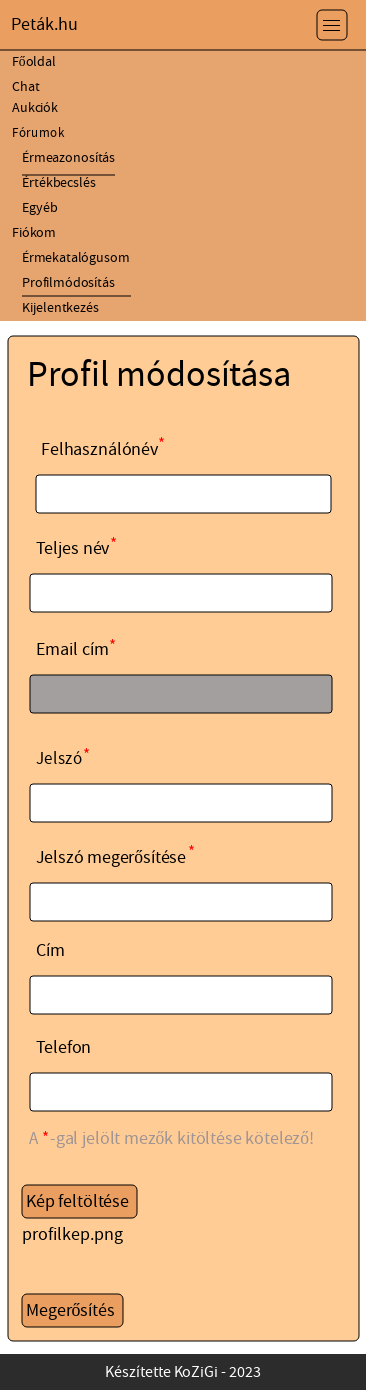 Peták.hu
Főoldal
Chat
Aukciók
Fórumok
Érmeazonosítás
Értékbecslés
Egyéb
Fiókom
Érmekatalógusom
Profilmódosítás
Kijelentkezés
Profil módosítása
Felhasználónév*
Teljes név*
Email cím*
Jelszó*
Jelszó megerősítése*
Cím
Telefon
A *-gal jelölt mezők kitöltése kötelező!
Kép feltöltése
profilkep.png
Megerősítés
Készítette KoZiGi - 2023